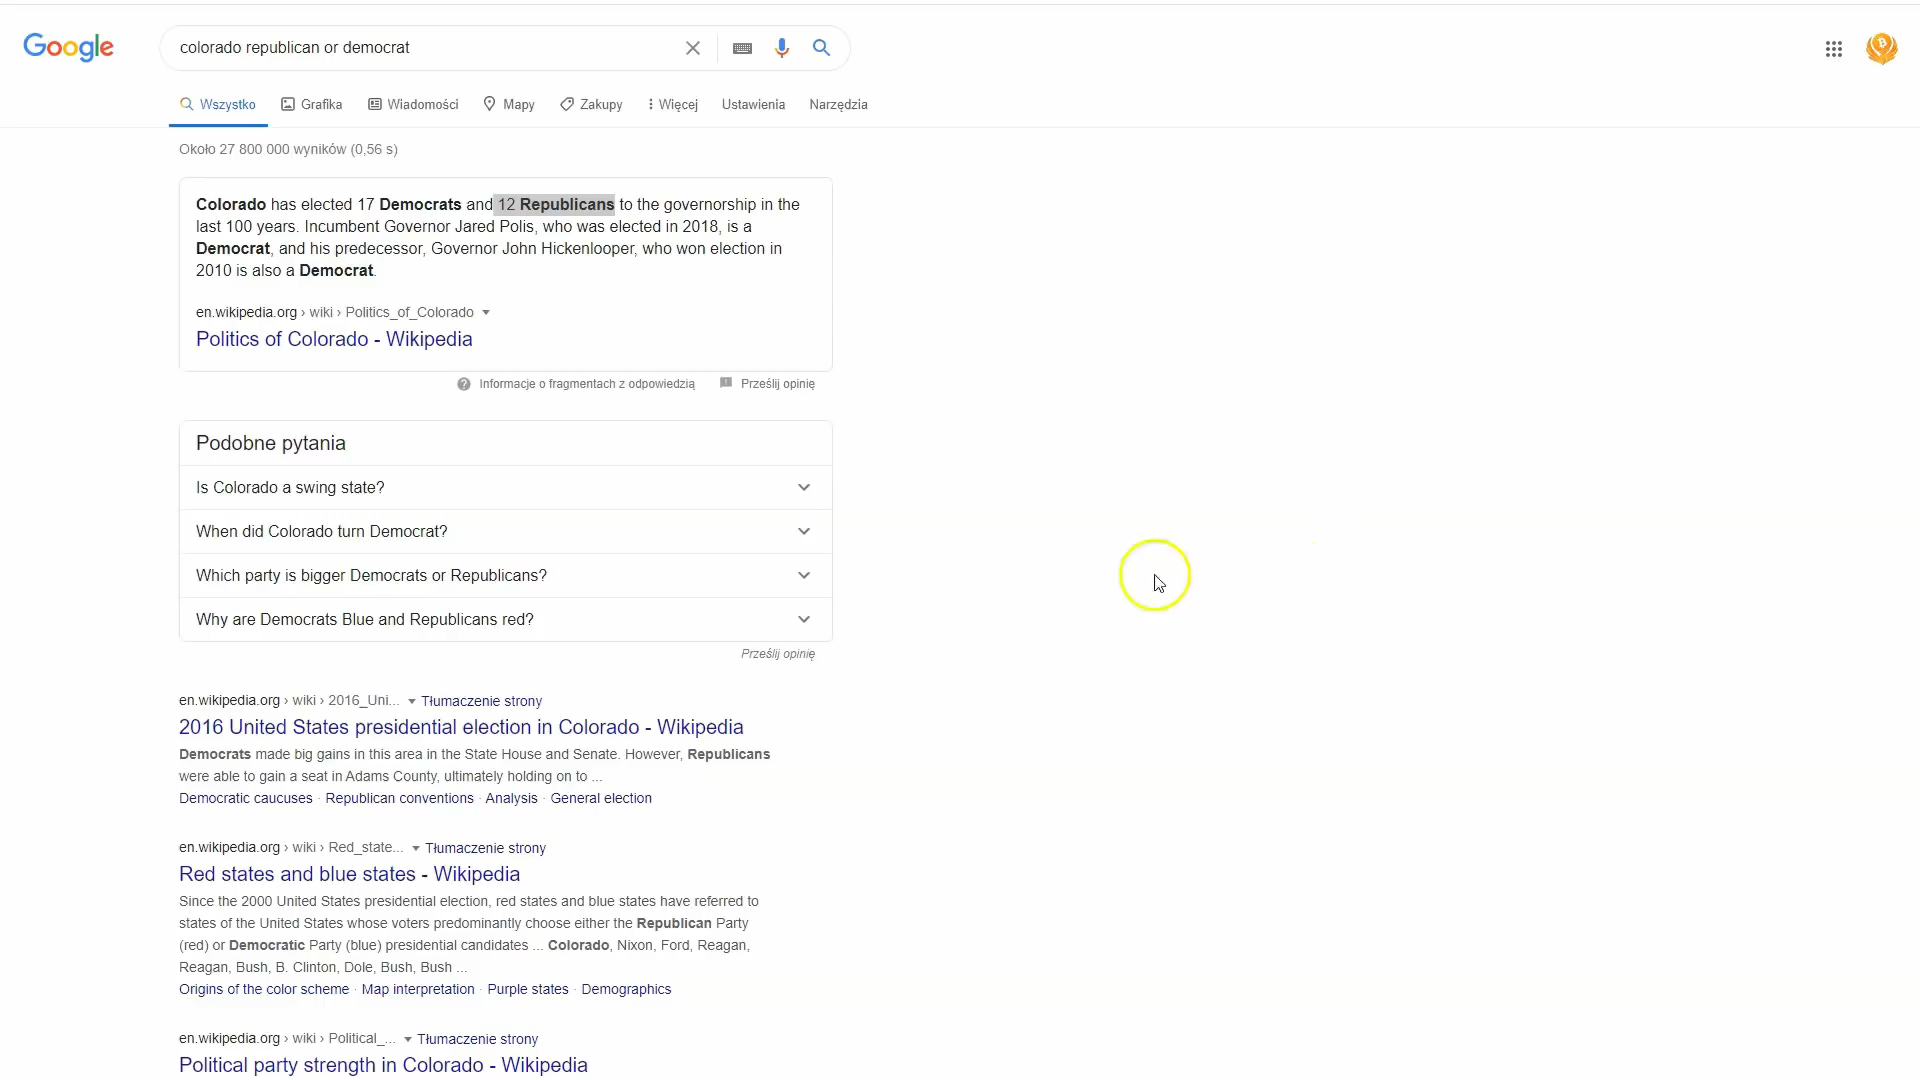 Google
colorado republican or democrat
Wszystko Grafika Wiadomości Mapy Zakupy Więcej Ustawienia Narzędzia
Około 27 800 000 wyników (0,56 s)
Colorado has elected 17 Democrats and 12 Republicans to the governorship in the
last 100 years. Incumbent Governor Jared Polis, who was elected in 2018, is a
Democrat, and his predecessor, Governor John Hickenlooper, who won election in
2010 is also a Democrat.
en.wikipedia.org › wiki › Politics_of_Colorado
Politics of Colorado - Wikipedia
Informacje o fragmentach z odpowiedzią Prześlij opinię
Podobne pytania
Is Colorado a swing state?
When did Colorado turn Democrat?
Which party is bigger Democrats or Republicans?
Why are Democrats Blue and Republicans red?
Prześlij opinię
en.wikipedia.org › wiki › 2016_Uni... Tłumaczenie strony
2016 United States presidential election in Colorado - Wikipedia
Democrats made big gains in this area in the State House and Senate. However, Republicans
were able to gain a seat in Adams County, ultimately holding on to ...
Democratic caucuses · Republican conventions · Analysis · General election
en.wikipedia.org › wiki › Red_state... Tłumaczenie strony
Red states and blue states - Wikipedia
Since the 2000 United States presidential election, red states and blue states have referred to
states of the United States whose voters predominantly choose either the Republican Party
(red) or Democratic Party (blue) presidential candidates ... Colorado, Nixon, Ford, Reagan,
Reagan, Bush, B. Clinton, Dole, Bush, Bush ...
Origins of the color scheme · Map interpretation · Purple states · Demographics
en.wikipedia.org › wiki › Political_... Tłumaczenie strony
Political party strength in Colorado - Wikipedia